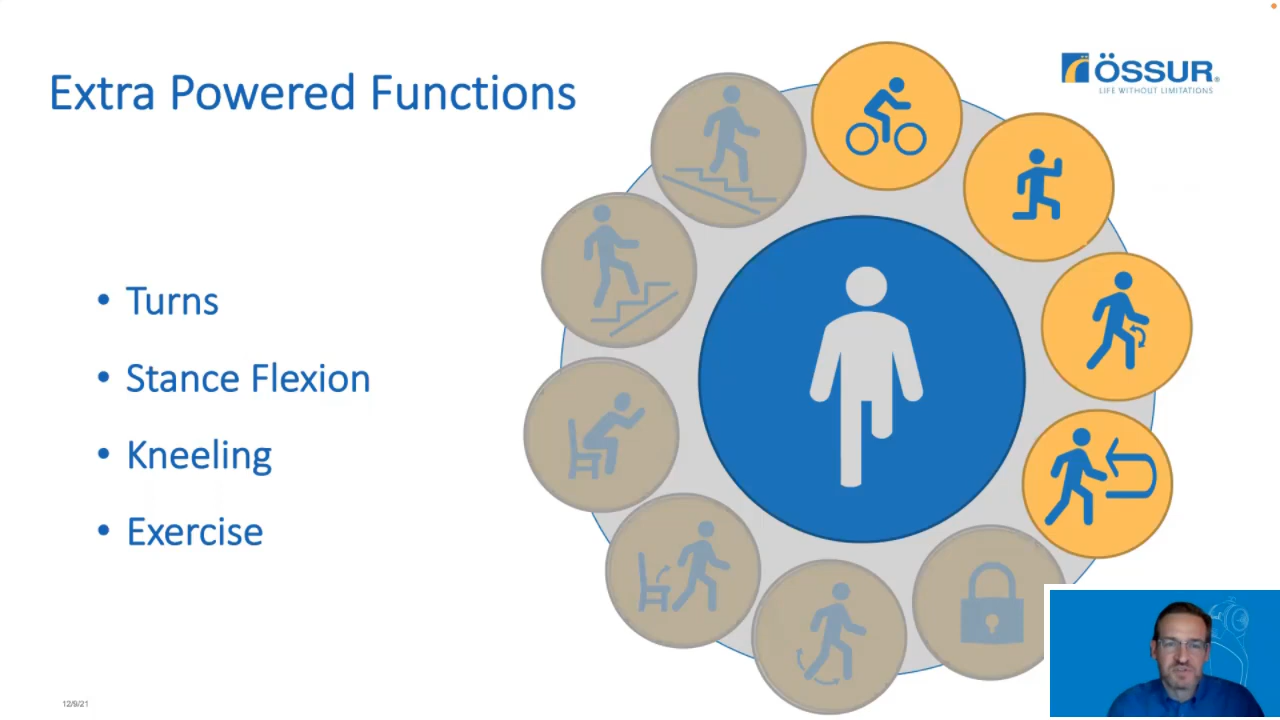 Extra Powered Functions
ÖSSUR®
LIFE WITHOUT LIMITATIONS
• Turns
• Stance Flexion
• Kneeling
• Exercise
12/9/21